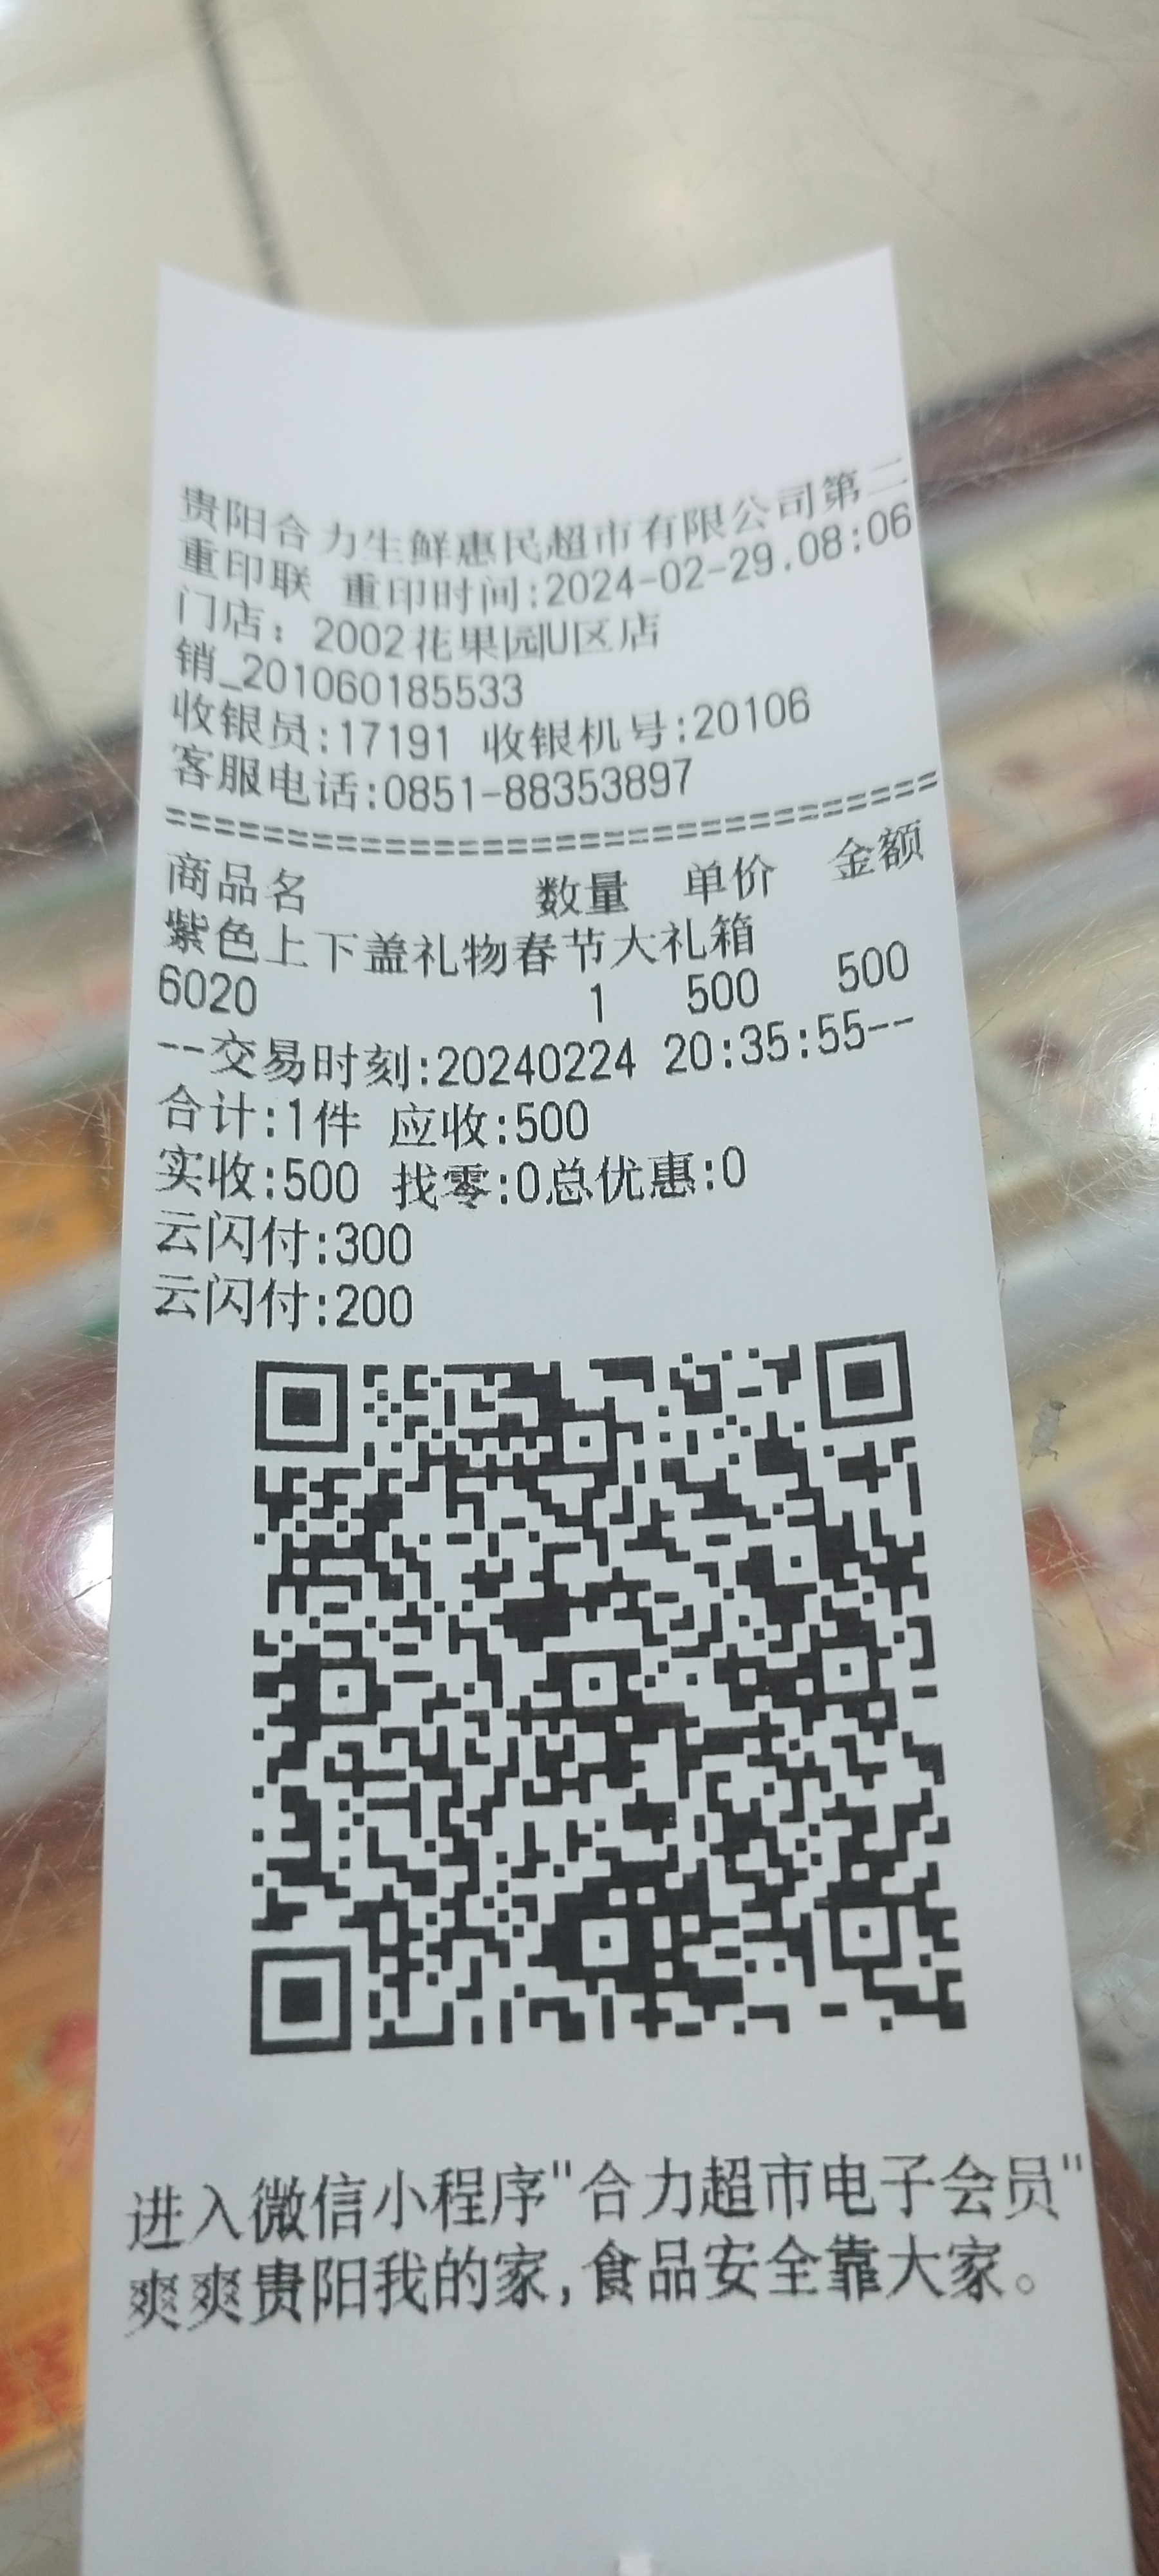 贵阳合力生鲜惠民超市有限公司第二
重印联 重印时间:2024-02-29.08:06
门店：2002花果园U区店
销_201060185533
收银员:17191 收银机号:20106
客服电话:0851-88353897
================================
商品名 数量 单价 金额
紫色上下盖礼物春节大礼箱
6020 1 500 500
--交易时刻:20240224 20:35:55--
合计:1件 应收:500
实收:500 找零:0总优惠:0
云闪付:300
云闪付:200
进入微信小程序"合力超市电子会员"
爽爽贵阳我的家,食品安全靠大家。